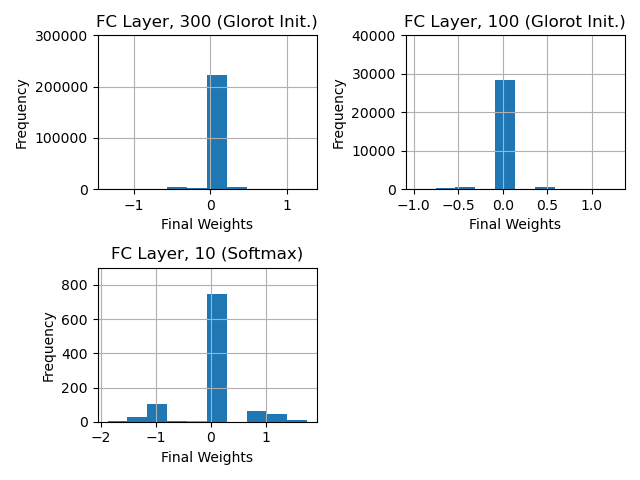 FC Layer, 300 (Glorot Init.)
300000
200000
100000
0
Frequency
−1
0
1
Final Weights
FC Layer, 100 (Glorot Init.)
40000
30000
20000
10000
0
Frequency
−1.0
−0.5
0.0
0.5
1.0
Final Weights
FC Layer, 10 (Softmax)
800
600
400
200
0
Frequency
−2
−1
0
1
Final Weights